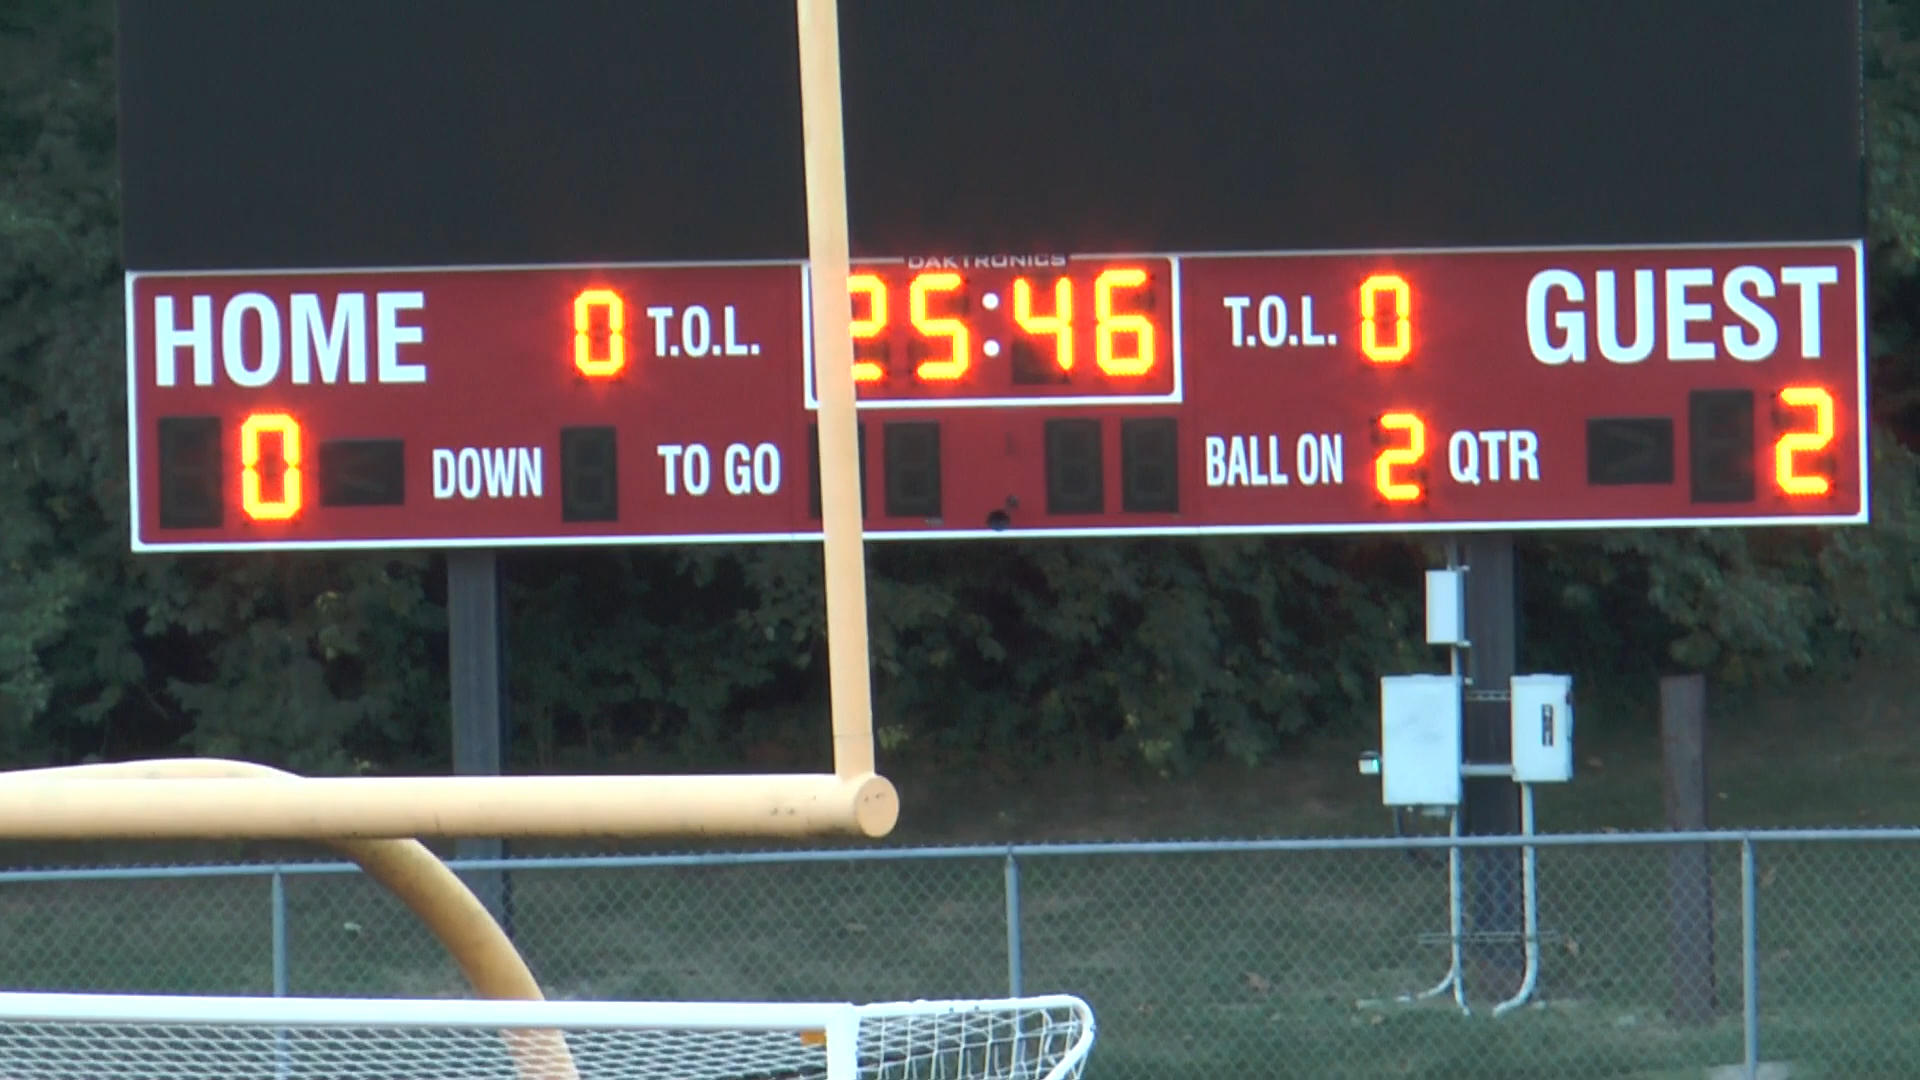 DAKTRONICS
HOME 0 T.O.L. 25:46 T.O.L. 0 GUEST
0 DOWN TO GO BALL ON 2 QTR 2